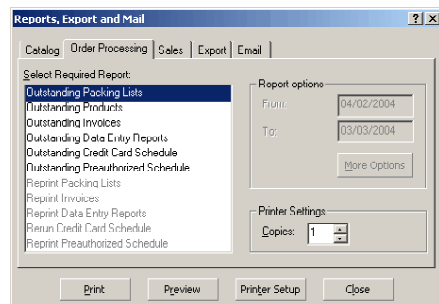 Reports, Export and Mail
Catalog Order Processing Sales Export Email
Select Required Report:
Outstanding Packing Lists
Outstanding Products
Outstanding Invoices
Outstanding Data Entry Reports
Outstanding Credit Card Schedule
Outstanding Preauthorized Schedule
Reprint Packing Lists
Reprint Invoices
Reprint Data Entry Reports
Rerun Credit Card Schedule
Reprint Preauthorized Schedule
Report options
From: 04/02/2004
To: 03/03/2004
More Options
Printer Settings
Copies: 1
Print Preview Printer Setup Close